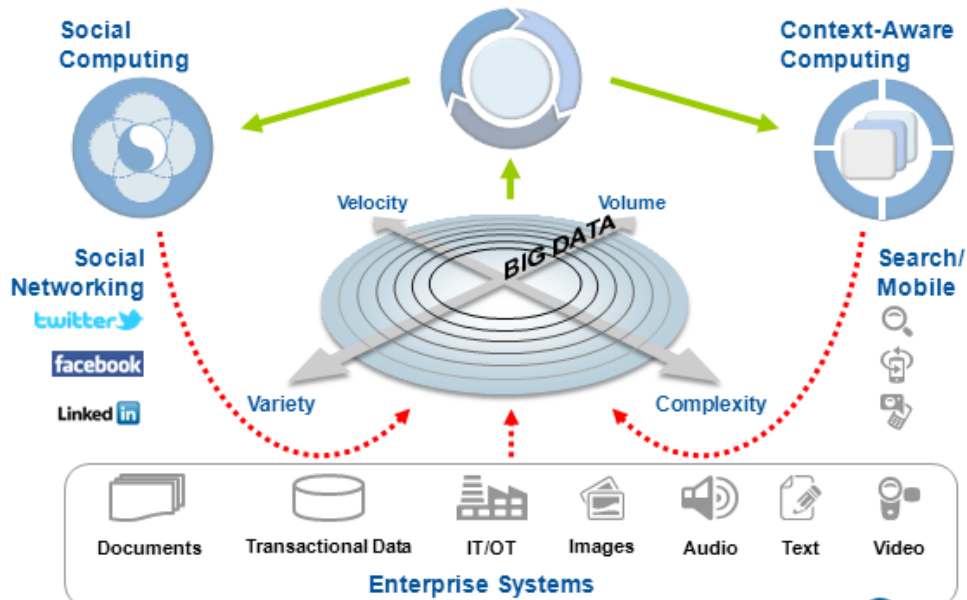 Social
Computing
Context-Aware
Computing
Velocity
Volume
BIG DATA
Social
Networking
twitter
facebook
Linked in
Search/
Mobile
Variety
Complexity
Documents
Transactional Data
IT/OT
Images
Audio
Text
Video
Enterprise Systems